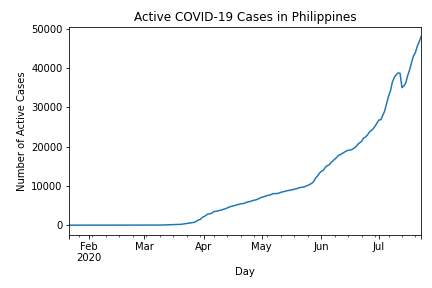 Active COVID-19 Cases in Philippines
50000
40000
30000
20000
10000
0
Number of Active Cases
Feb Mar Apr May Jun Jul
2020
Day